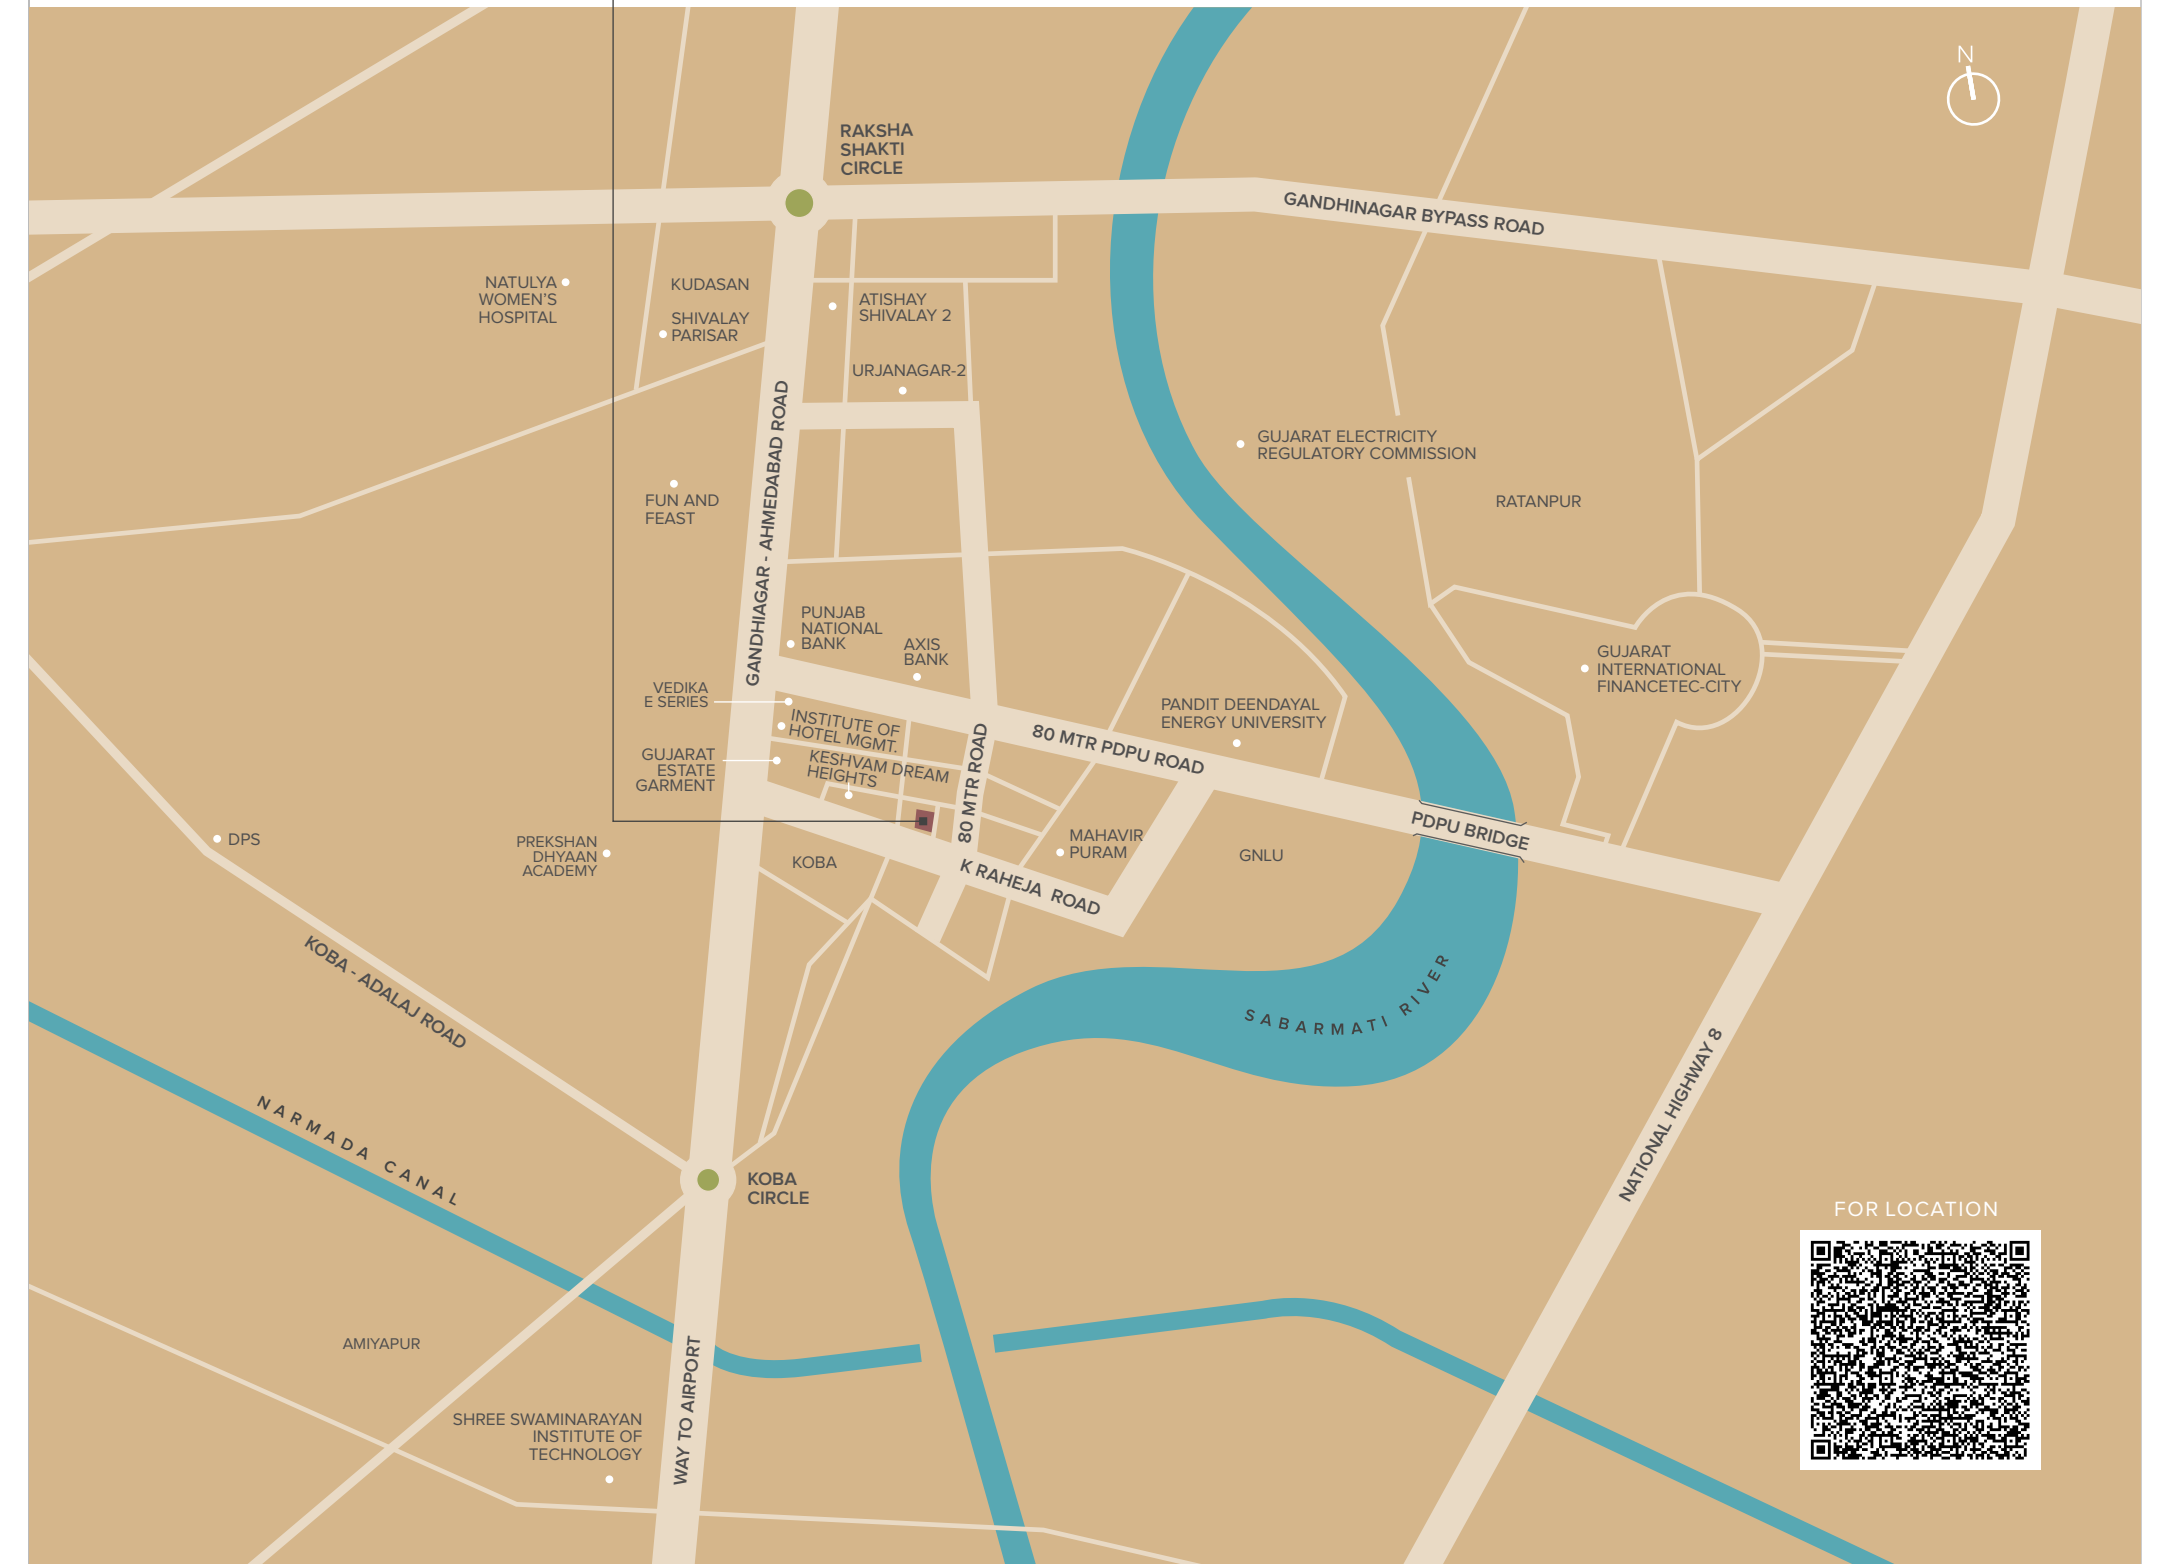 N
RAKSHA
SHAKTI
CIRCLE
GANDHINAGAR BYPASS ROAD
NATULYA
WOMEN'S
HOSPITAL
KUDASAN
SHIVALAY
PARISAR
ATISHAY
SHIVALAY 2
URJANAGAR-2
GANDHIAGAR - AHMEDABAD ROAD
GUJARAT ELECTRICITY
REGULATORY COMMISSION
RATANPUR
FUN AND
FEAST
PUNJAB
NATIONAL
BANK
AXIS
BANK
GUJARAT
INTERNATIONAL
FINANCETEC-CITY
VEDIKA
E SERIES
INSTITUTE OF
HOTEL MGMT.
PANDIT DEENDAYAL
ENERGY UNIVERSITY
80 MTR PDPU ROAD
GUJARAT
ESTATE
GARMENT
KESHVAM DREAM
HEIGHTS
80 MTR ROAD
PDPU BRIDGE
DPS
PREKSHAN
DHYAAN
ACADEMY
KOBA
MAHAVIR
PURAM
GNLU
K RAHEJA ROAD
KOBA - ADALAJ ROAD
SABARMATI RIVER
NARMADA CANAL
NATIONAL HIGHWAY 8
KOBA
CIRCLE
FOR LOCATION
AMIYAPUR
WAY TO AIRPORT
SHREE SWAMINARAYAN
INSTITUTE OF
TECHNOLOGY